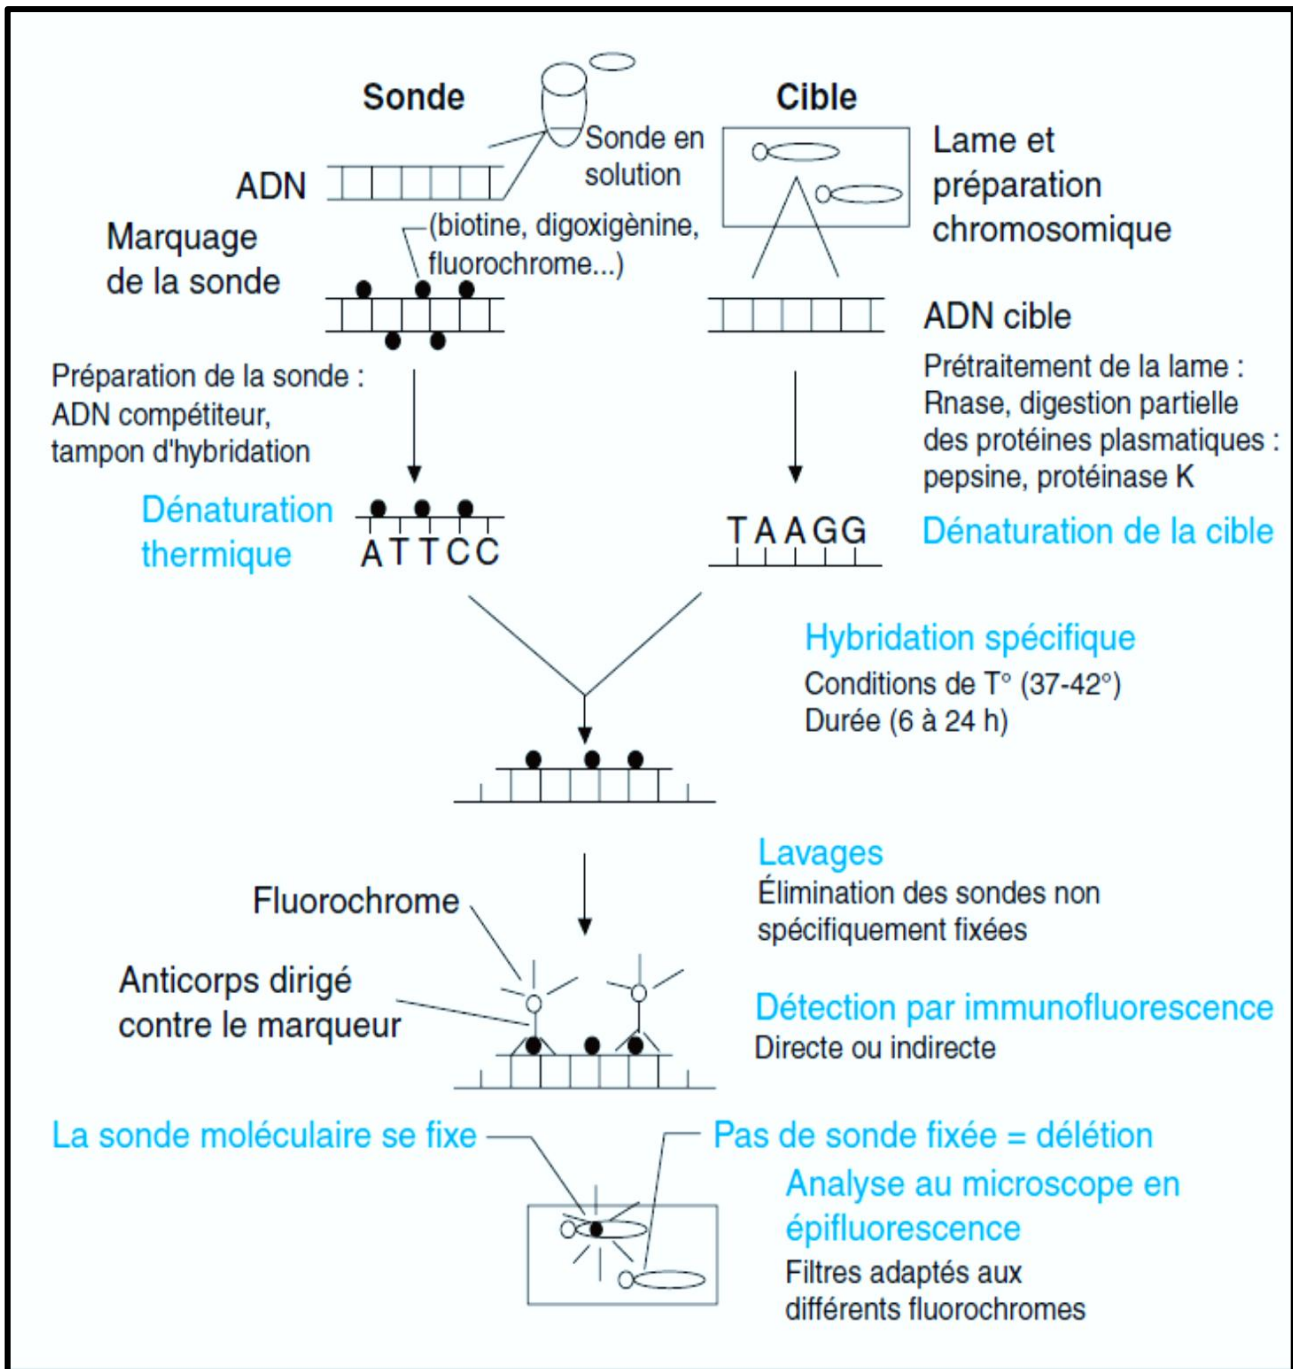 Sonde
Cible
Sonde en
solution
Lame et
préparation
chromosomique
ADN
Marquage
de la sonde
(biotine, digoxigènine,
fluorochrome...)
ADN cible
Préparation de la sonde :
ADN compétiteur,
tampon d'hybridation
Prétraitement de la lame :
Rnase, digestion partielle
des protéines plasmatiques :
pepsine, protéinase K
Dénaturation
thermique
ATTCC
TAAGG
Dénaturation de la cible
Hybridation spécifique
Conditions de T° (37-42°)
Durée (6 à 24 h)
Lavages
Élimination des sondes non
spécifiquement fixées
Fluorochrome
Anticorps dirigé
contre le marqueur
Détection par immunofluorescence
Directe ou indirecte
La sonde moléculaire se fixe
Pas de sonde fixée = délétion
Analyse au microscope en
épifluorescence
Filtres adaptés aux
différents fluorochromes